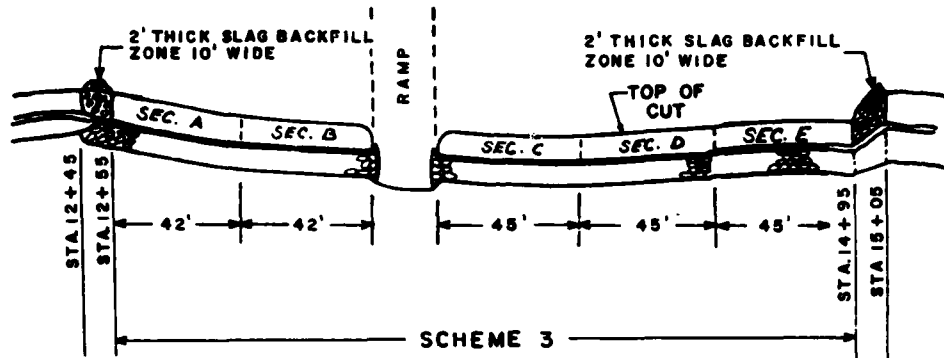 2' THICK SLAG BACKFILL
ZONE 10' WIDE
RAMP
2' THICK SLAG BACKFILL
ZONE 10' WIDE
TOP OF
CUT
SEC. A
SEC. B
SEC. C
SEC. D
SEC. E
STA. 12+45
STA. 12+55
42'
42'
45'
45'
45'
STA. 14+95
STA. 15+05
SCHEME 3